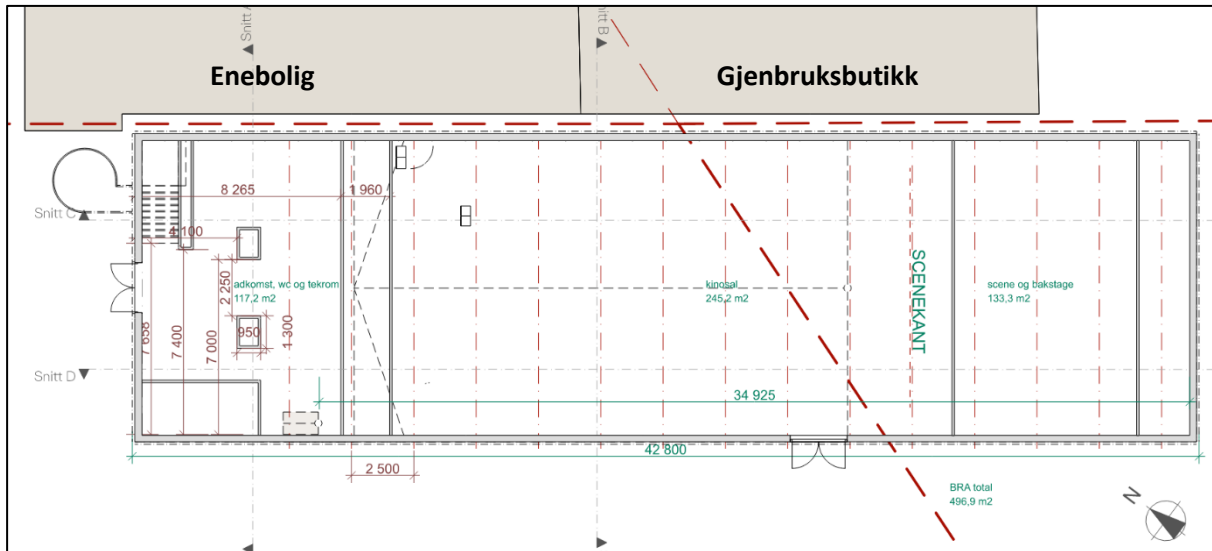 Snitt A
Snitt B
Enebolig
Gjenbruksbutikk
8 265
1 960
Snitt C
4 100
SCENEKANT
adkomst, wc og tekrom
117,2 m2
2 250
kinosal
245,2 m2
scene og bakstage
133,3 m2
950
1 300
7 658
7 400
7 000
Snitt D
34 925
42 800
2 500
BRA total
496,9 m2
N